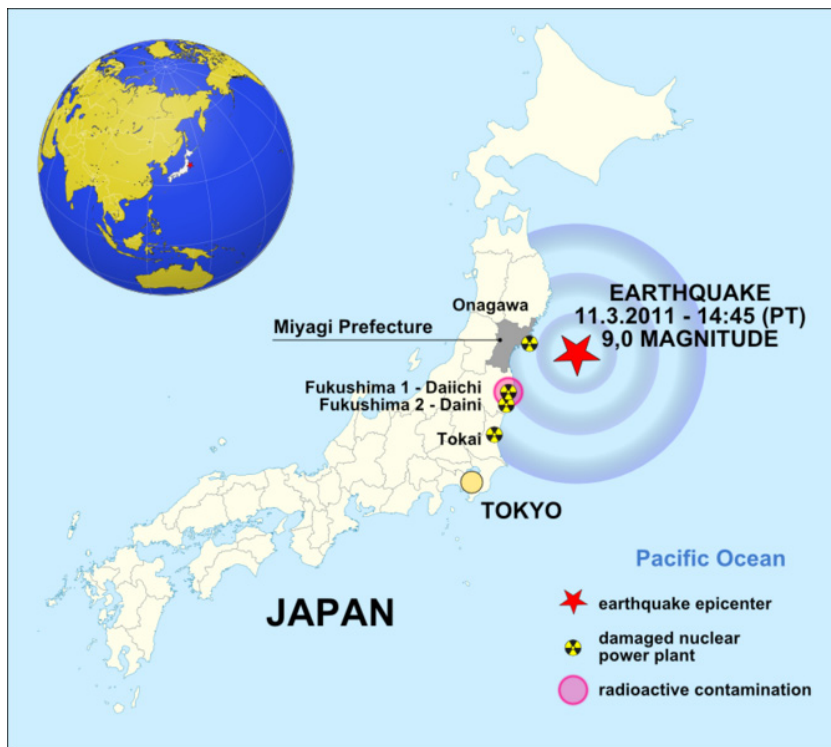 Onagawa
EARTHQUAKE
11.3.2011 - 14:45 (PT)
9,0 MAGNITUDE
Miyagi Prefecture
Fukushima 1 - Daiichi
Fukushima 2 - Daini
Tokai
TOKYO
JAPAN
Pacific Ocean
earthquake epicenter
damaged nuclear
power plant
radioactive contamination